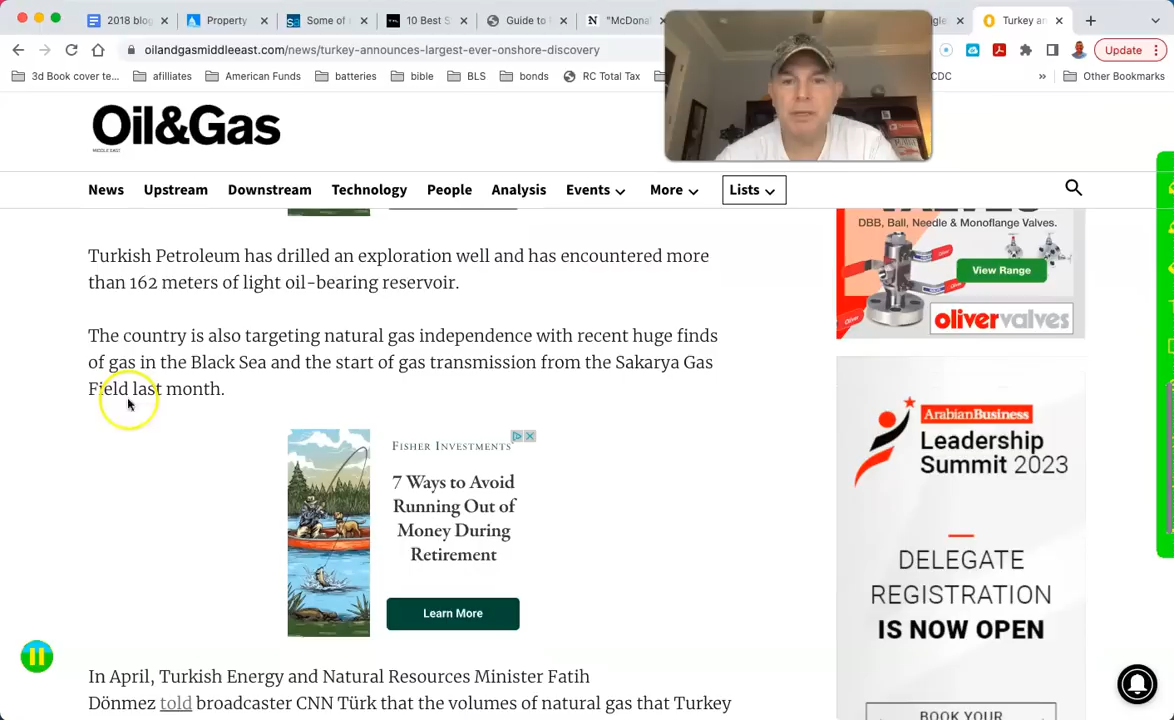 2018 blog
Property
Some of
10 Best S
Guide to
"McDonal
Turkey an
oilandgasmiddleeast.com/news/turkey-announces-largest-ever-onshore-discovery
Update
3d Book cover te...
afilliates
American Funds
batteries
bible
BLS
bonds
RC Total Tax
CDC
Other Bookmarks
Oil&Gas
MIDDLE EAST
News
Upstream
Downstream
Technology
People
Analysis
Events
More
Lists
Turkish Petroleum has drilled an exploration well and has encountered more
than 162 meters of light oil-bearing reservoir.
The country is also targeting natural gas independence with recent huge finds
of gas in the Black Sea and the start of gas transmission from the Sakarya Gas
Field last month.
FISHER INVESTMENTS
7 Ways to Avoid
Running Out of
Money During
Retirement
Learn More
In April, Turkish Energy and Natural Resources Minister Fatih
Dönmez told broadcaster CNN Türk that the volumes of natural gas that Turkey
DBB, Ball, Needle & Monoflange Valves.
View Range
olivervalves
ArabianBusiness
Leadership
Summit 2023
DELEGATE
REGISTRATION
IS NOW OPEN
BOOK YOUR